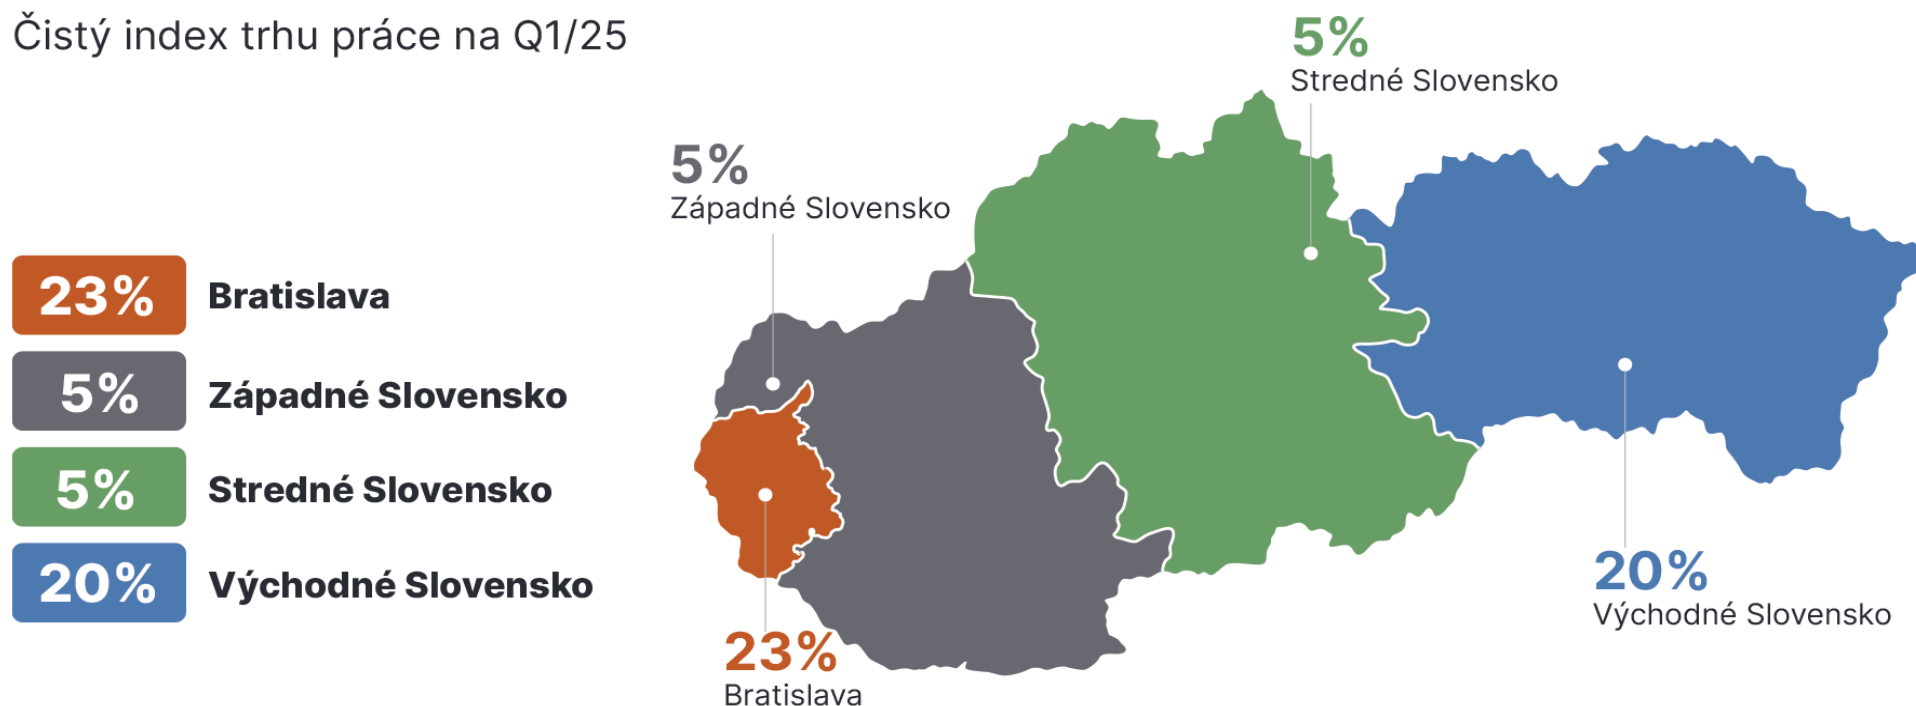 Čistý index trhu práce na Q1/25
23% Bratislava
5% Západné Slovensko
5% Stredné Slovensko
20% Východné Slovensko
5%
Západné Slovensko
5%
Stredné Slovensko
23%
Bratislava
20%
Východné Slovensko